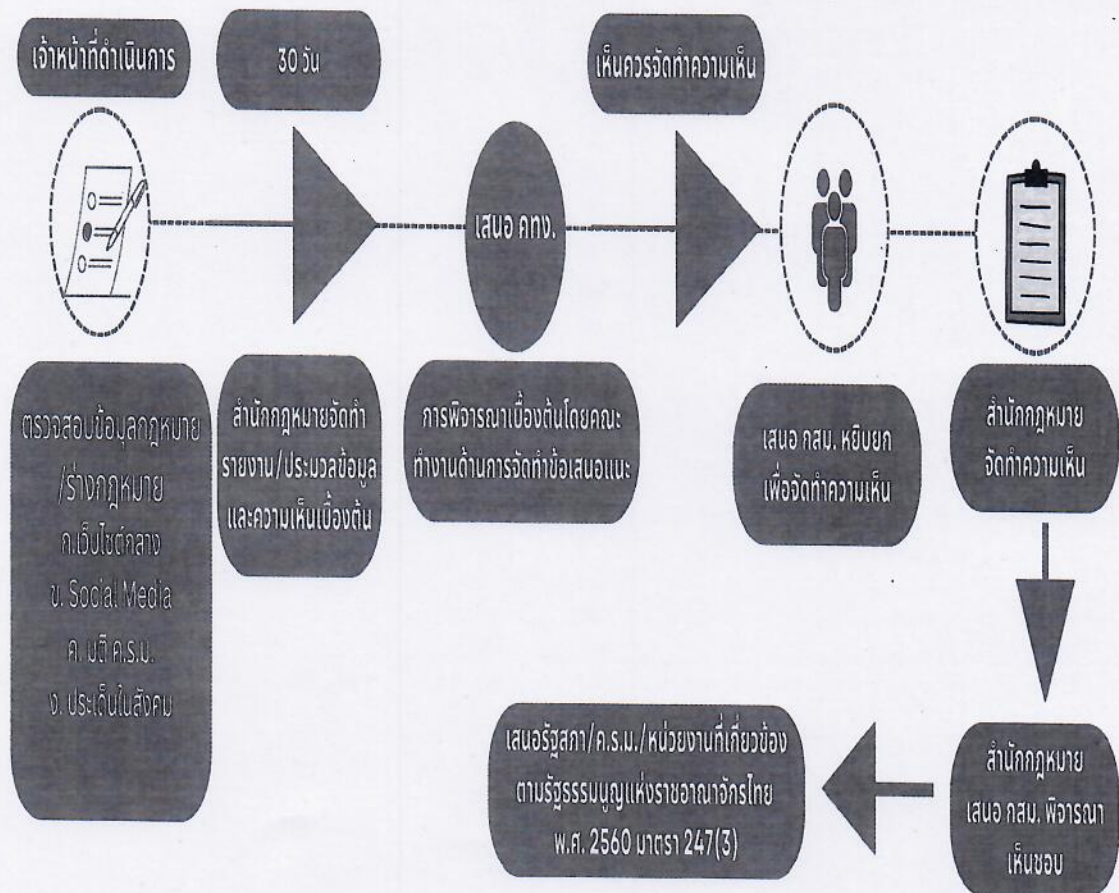 เจ้าหน้าที่ดำเนินการ
30 วัน
เห็นควรจัดทำความเห็น
เสนอ คทง.
ตรวจสอบข้อมูลกฎหมาย
/ร่างกฎหมาย
ก.เว็บไซต์กลาง
ข. Social Media
ค. มติ ค.ร.ม.
ง. ประเด็นในสังคม
สำนักกฎหมายจัดทำ
รายงาน/ประมวลข้อมูล
และความเห็นเบื้องต้น
การพิจารณาเบื้องต้นโดยคณะ
ทำงานด้านการจัดทำข้อเสนอแนะ
เสนอ กสม. หยิบยก
เพื่อจัดทำความเห็น
สำนักกฎหมาย
จัดทำความเห็น
สำนักกฎหมาย
เสนอ กสม. พิจารณา
เห็นชอบ
เสนอรัฐสภา/ค.ร.ม./หน่วยงานที่เกี่ยวข้อง
ตามรัฐธรรมนูญแห่งราชอาณาจักรไทย
พ.ศ. 2560 มาตรา 247(3)